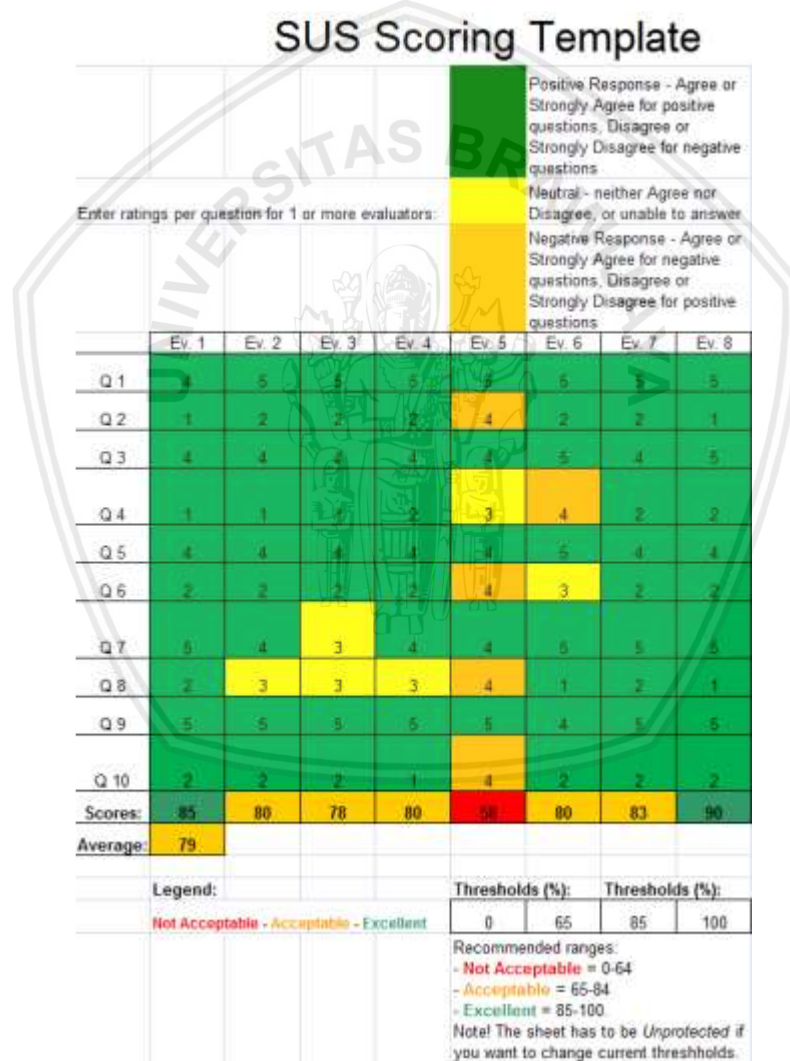 SUS Scoring Template
Positive Response - Agree or
Strongly Agree for positive
questions, Disagree or
Strongly Disagree for negative
questions
Enter ratings per question for 1 or more evaluators:
Neutral - neither Agree nor
Disagree, or unable to answer
Negative Response - Agree or
Strongly Agree for negative
questions, Disagree or
Strongly Disagree for positive
questions
Ev. 1 Ev. 2 Ev. 3 Ev. 4 Ev. 5 Ev. 6 Ev. 7 Ev. 8
Q 1 4 5 5 5 5 5 5 5
Q 2 1 2 2 2 4 2 2 1
Q 3 4 4 4 4 4 5 4 5
Q 4 1 1 2 3 4 2 2
Q 5 4 4 4 4 4 5 4 4
Q 6 2 2 2 2 4 3 2 2
Q 7 5 4 3 4 4 5 5 5
Q 8 2 3 3 3 4 1 2 1
Q 9 5 5 5 5 5 4 5 5
Q 10 2 2 2 1 4 2 2 2
Scores: 85 80 78 80 58 80 83 90
Average: 79
Legend: Thresholds (%): Thresholds (%):
Not Acceptable - Acceptable - Excellent 0 65 85 100
Recommended ranges:
- Not Acceptable = 0-64
- Acceptable = 65-84
- Excellent = 85-100
Note! The sheet has to be Unprotected if
you want to change current threshholds.
UNIVERSITAS BRAWIJAYA